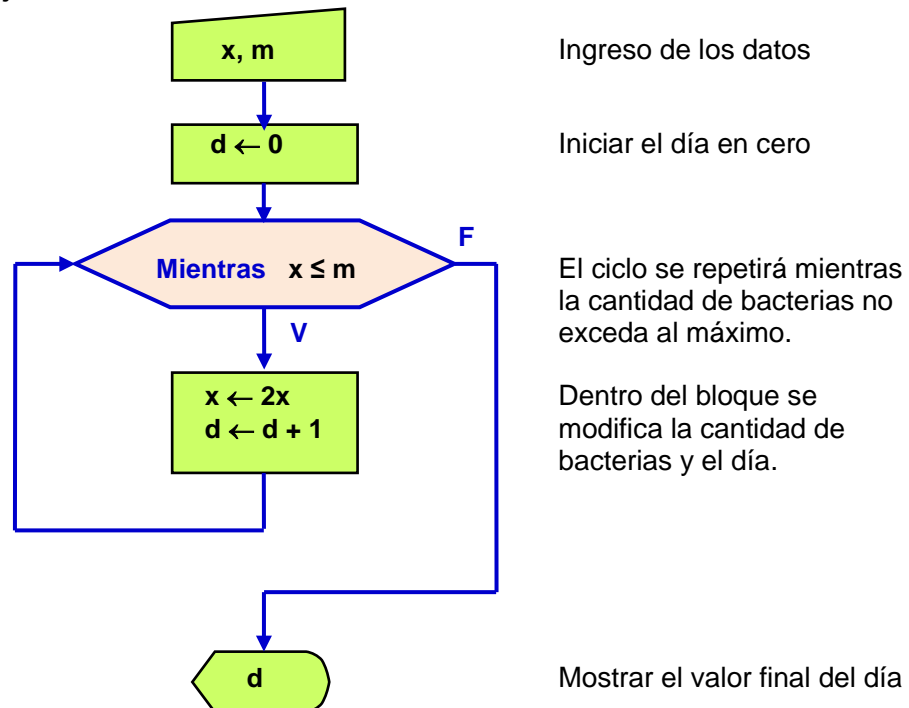 x, m
Ingreso de los datos
d ← 0
Iniciar el día en cero
F
Mientras x ≤ m
El ciclo se repetirá mientras
la cantidad de bacterias no
exceda al máximo.
V
x ← 2x
d ← d + 1
Dentro del bloque se
modifica la cantidad de
bacterias y el día.
d
Mostrar el valor final del día